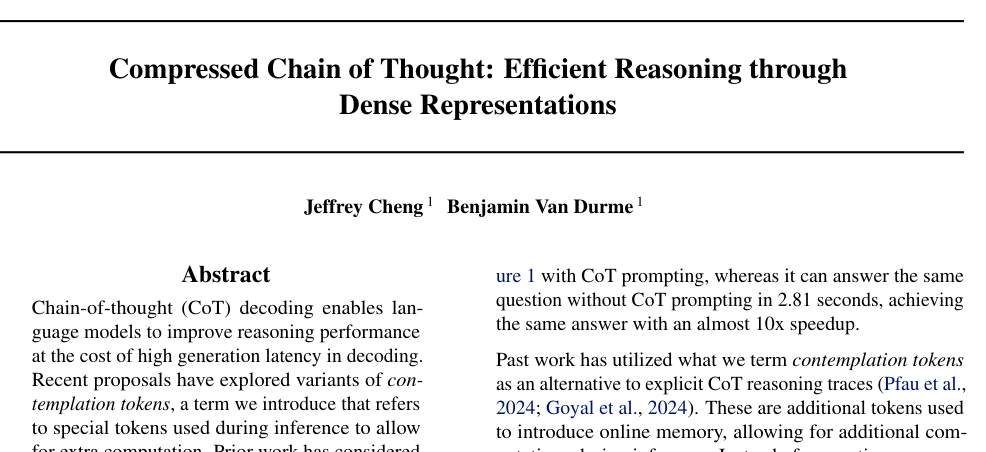 Compressed Chain of Thought: Efficient Reasoning through
Dense Representations
Jeffrey Cheng 1 Benjamin Van Durme 1
Abstract
Chain-of-thought (CoT) decoding enables lan-
guage models to improve reasoning performance
at the cost of high generation latency in decoding.
Recent proposals have explored variants of con-
templation tokens, a term we introduce that refers
to special tokens used during inference to allow
for extra computation. Prior work has considered
ure 1 with CoT prompting, whereas it can answer the same
question without CoT prompting in 2.81 seconds, achieving
the same answer with an almost 10x speedup.
Past work has utilized what we term contemplation tokens
as an alternative to explicit CoT reasoning traces (Pfau et al.,
2024; Goyal et al., 2024). These are additional tokens used
to introduce online memory, allowing for additional com-